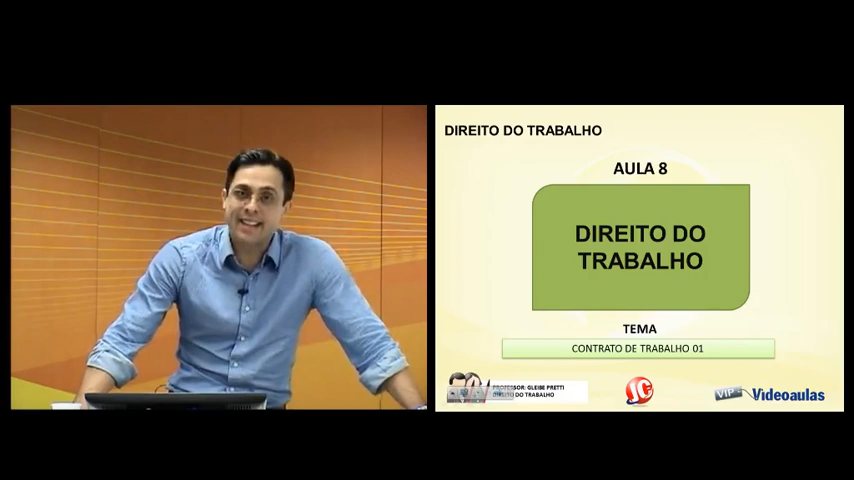 DIREITO DO TRABALHO
AULA 8
DIREITO DO
TRABALHO
TEMA
CONTRATO DE TRABALHO 01
PROFESSOR: GLEIBE PRETTI
DIREITO DO TRABALHO
JC
VIP Videoaulas